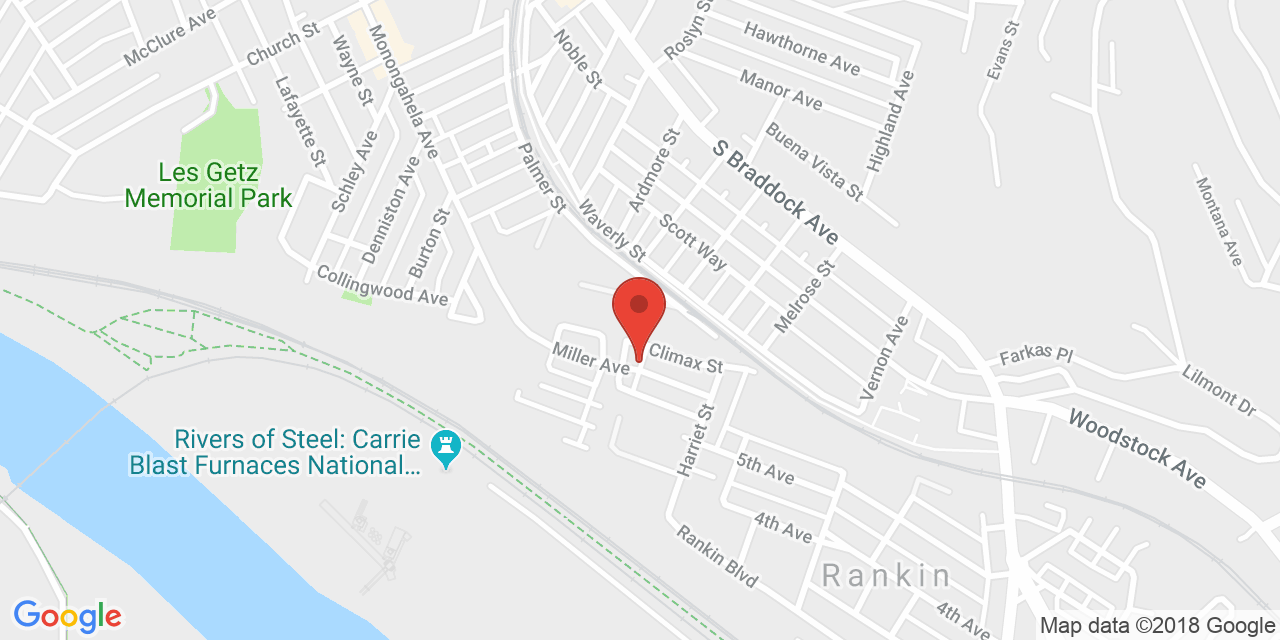 McClure Ave
Church St
Monongahela Ave
Wayne St
Lafayette St
Schley Ave
Denniston Ave
Burton St
Collingwood Ave
Les Getz
Memorial Park
Palmer St
Noble St
Roslyn St
Hawthorne Ave
Manor Ave
Evans St
Highland Ave
Buena Vista St
S Braddock Ave
Ardmore St
Waverly St
Scott Way
Melrose St
Montana Ave
Vernon Ave
Farkas Pl
Lilmont Dr
Woodstock Ave
Climax St
Miller Ave
Harriet St
5th Ave
4th Ave
Rankin Blvd
Rankin
4th Ave
Rivers of Steel: Carrie
Blast Furnaces National...
Google
Map data ©2018 Google